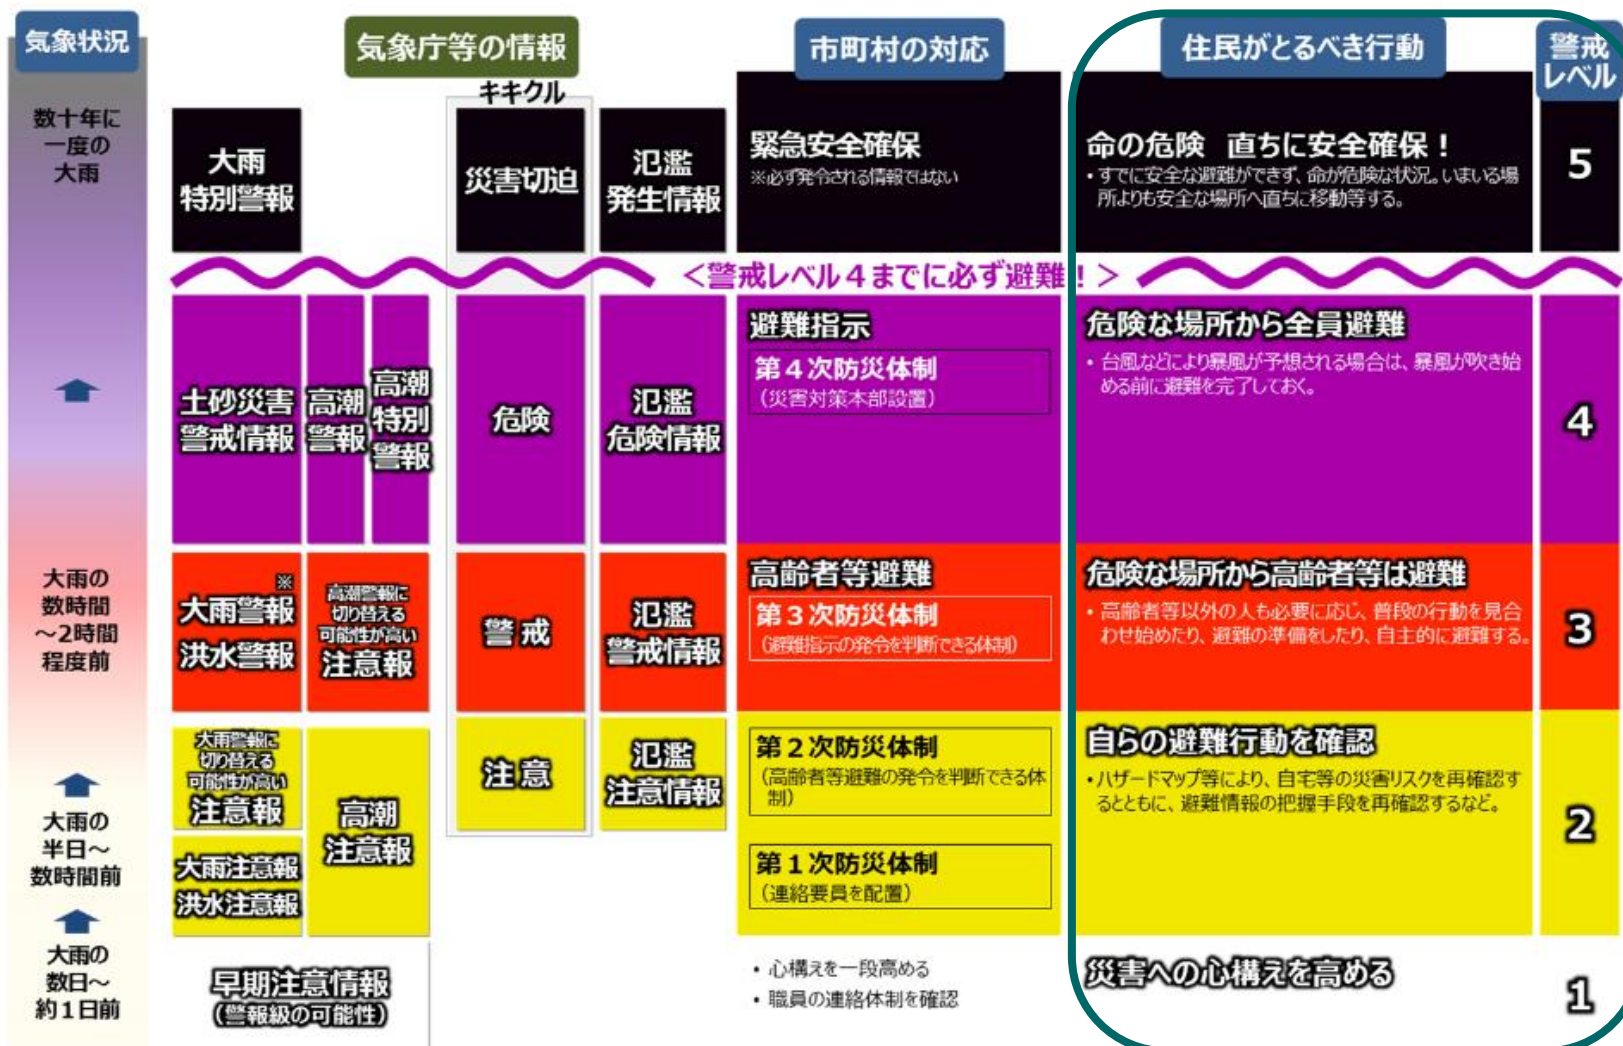 気象状況
気象庁等の情報
市町村の対応
住民がとるべき行動
警戒
レベル
キキクル
数十年に
一度の
大雨
大雨
特別警報
災害切迫
氾濫
発生情報
緊急安全確保
※必ず発令される情報ではない
命の危険 直ちに安全確保！
・すでに安全な避難ができず、命が危険な状況。いまいる場
所よりも安全な場所へ直ちに移動等する。
5
＜警戒レベル４までに必ず避難！＞
土砂災害
警戒情報
高潮
警報
高潮
特別
警報
危険
氾濫
危険情報
避難指示
第４次防災体制
（災害対策本部設置）
危険な場所から全員避難
・台風などにより暴風が予想される場合は、暴風が吹き始
める前に避難を完了しておく。
4
大雨の
数時間
～2時間
程度前
※
大雨警報
洪水警報
高潮警報に
切り替える
可能性が高い
注意報
警戒
氾濫
警戒情報
高齢者等避難
第３次防災体制
（避難指示の発令を判断できる体制）
危険な場所から高齢者等は避難
・高齢者等以外の人も必要に応じ、普段の行動を見合
わせ始めたり、避難の準備をしたり、自主的に避難する。
3
大雨の
半日～
数時間前
大雨警報に
切り替える
可能性が高い
注意報
大雨注意報
洪水注意報
高潮
注意報
注意
氾濫
注意情報
第２次防災体制
（高齢者等避難の発令を判断できる体
制）
第１次防災体制
（連絡要員を配置）
自らの避難行動を確認
・ハザードマップ等により、自宅等の災害リスクを再確認す
るとともに、避難情報の把握手段を再確認するなど。
2
大雨の
数日～
約１日前
早期注意情報
（警報級の可能性）
・心構えを一段高める
・職員の連絡体制を確認
災害への心構えを高める
1